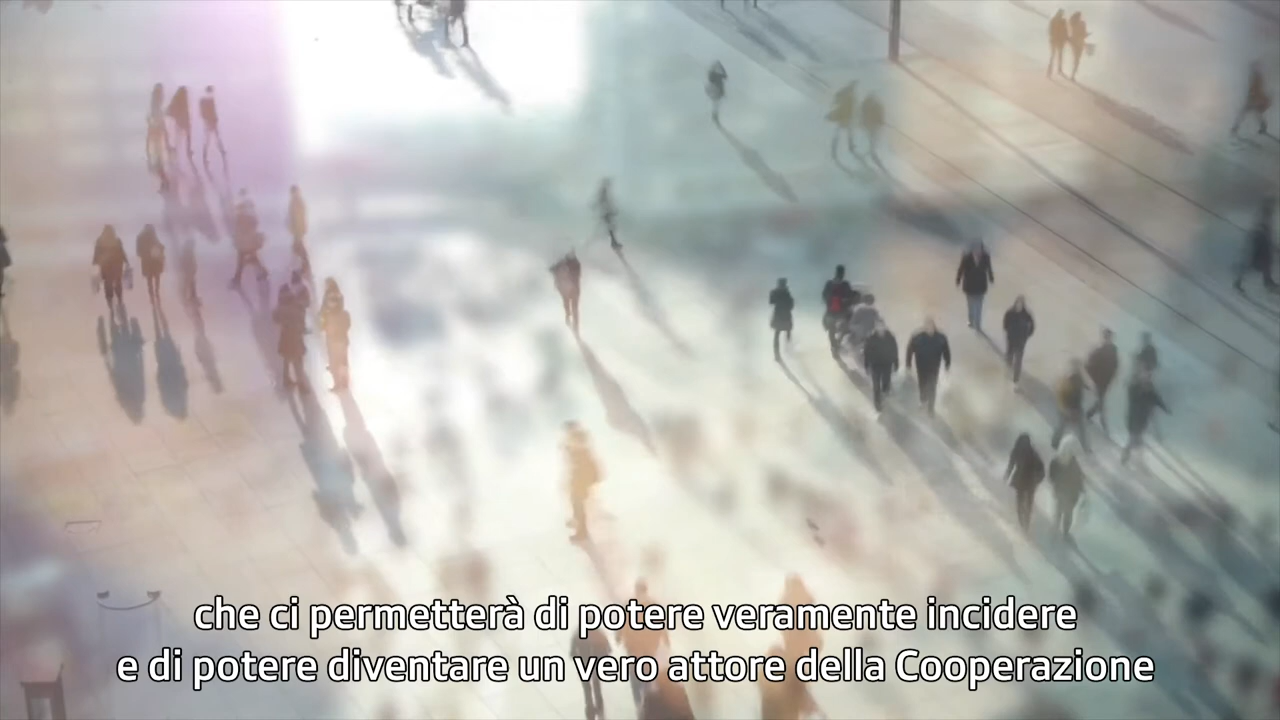 che ci permetterà di potere veramente incidere
e di potere diventare un vero attore della Cooperazione